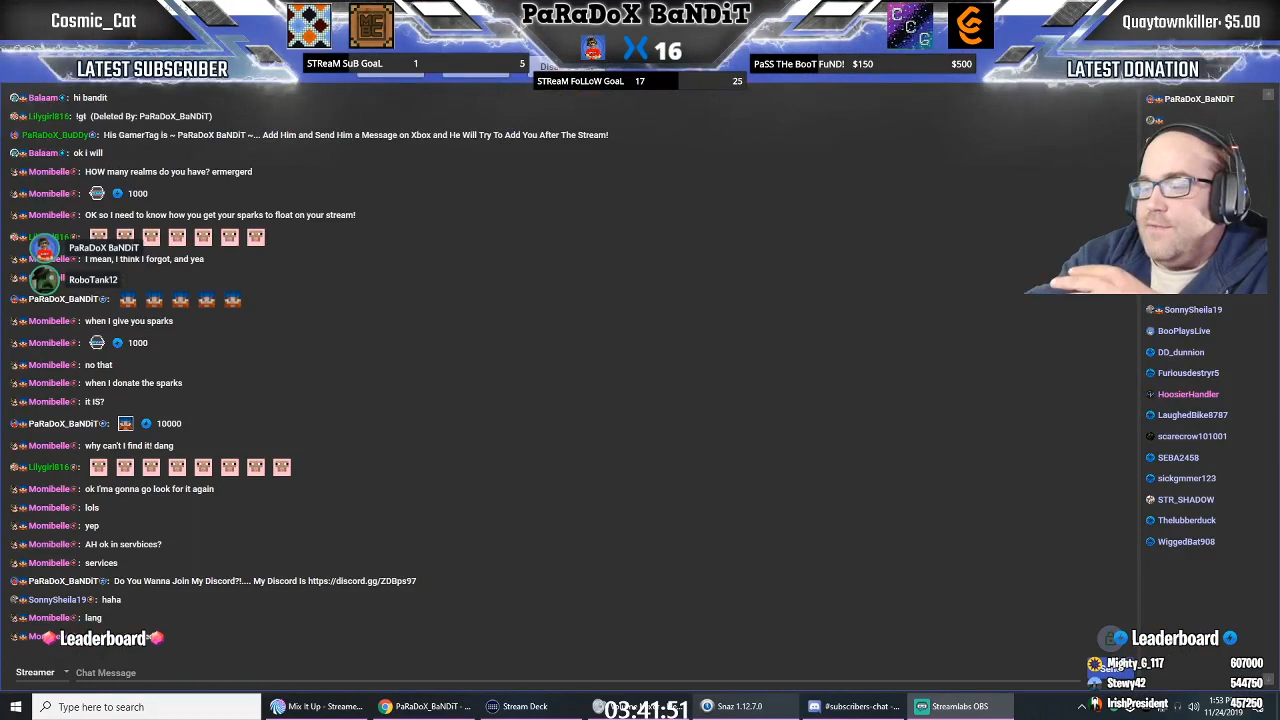 Cosmic_Cat
LATEST SUBSCRIBER
STReaM SuB GoaL 1 5
PaRaDoX BaNDiT
16
STReaM FoLLoW GoaL 17 25
PaSS THe BooT FuND! $150 $500
Quaytownkiller: $5.00
LATEST DONATION
Balaam: hi bandit
Lilygirl816: !gt (Deleted By: PaRaDoX_BaNDiT)
PaRaDoX_BuDDy: His GamerTag is ~ PaRaDoX BaNDiT ~... Add Him and Send Him a Message on Xbox and He Will Try To Add You After The Stream!
Balaam: ok i will
Momibelle: HOW many realms do you have? ermergerd
Momibelle: 1000
Momibelle: OK so I need to know how you get your sparks to float on your stream!
Lilygirl816:
PaRaDoX BaNDiT
Momibelle: I mean, I think I forgot, and yea
RoboTank12
PaRaDoX_BaNDiT:
Momibelle: when I give you sparks
Momibelle: 1000
Momibelle: no that
Momibelle: when I donate the sparks
Momibelle: it IS?
PaRaDoX_BaNDiT: 10000
Momibelle: why can't I find it! dang
Lilygirl816:
Momibelle: ok I'ma gonna go look for it again
Momibelle: lols
Momibelle: yep
Momibelle: AH ok in servbices?
Momibelle: services
PaRaDoX_BaNDiT: Do You Wanna Join My Discord?!.... My Discord Is https://discord.gg/ZDBps97
SonnySheila19: haha
Momibelle: lang
Leaderboard
Streamer Chat Message
PaRaDoX_BaNDiT
SonnySheila19
BooPlaysLive
DD_dunnion
Furiousdestryr5
HoosierHandler
LaughedBike8787
scarecrow101001
SEBA2458
sickgmmer123
STR_SHADOW
Thelubberduck
WiggedBat908
Leaderboard
Mighty_G_117 607000
Stewy42 544750
IrishPresident 457250
Type here to search
Mix It Up - Streame...
PaRaDoX_BaNDiT - ...
Stream Deck
03:41:51
Snaz 1.12.7.0
#subscribers-chat -...
Streamlabs OBS
11/24/2019